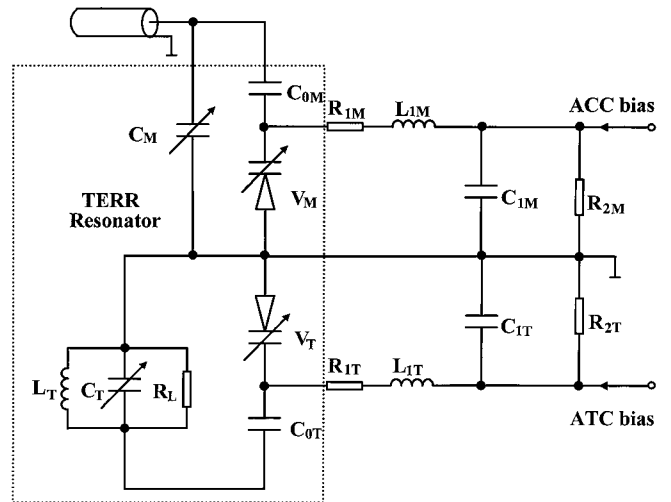 C0M
R1M
L1M
ACC bias
CM
VM
C1M
R2M
TERR
Resonator
C1T
R2T
VT
R1T
L1T
LT
CT
RL
C0T
ATC bias